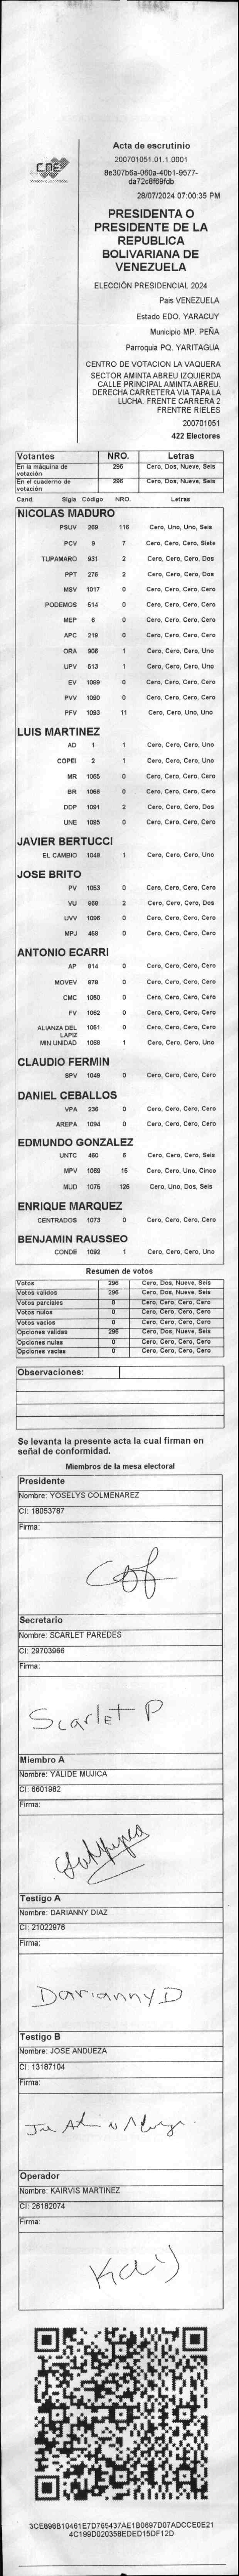 CNE
Acta de escrutinio
200701051.01.1.0001
8e307b6a-060a-40b1-9577-
da72c6f69fdb
28/07/2024 07:00:35 PM
PRESIDENTA O
PRESIDENTE DE LA
REPUBLICA
BOLIVARIANA DE
VENEZUELA
ELECCIÓN PRESIDENCIAL 2024
País VENEZUELA
Estado EDO. YARACUY
Municipio MP. PEÑA
Parroquia PQ. YARITAGUA
CENTRO DE VOTACION LA VAQUERA
SECTOR AMINTA ABREU IZQUIERDA
CALLE PRINCIPAL AMINTA ABREU.
DERECHA CARRETERA VIA TAPA LA
LUCHA. FRENTE CARRERA 2
FRENTRE RIELES
200701051
422 Electores
Votantes NRO. Letras
En la máquina de votación 296 Cero, Dos, Nueve, Seis
En el cuaderno de votación 296 Cero, Dos, Nueve, Seis
Cand. Sigla Código NRO. Letras
NICOLAS MADURO
PSUV 269 116 Cero, Uno, Uno, Seis
PCV 9 7 Cero, Cero, Cero, Siete
TUPAMARO 931 2 Cero, Cero, Cero, Dos
PPT 276 2 Cero, Cero, Cero, Dos
MSV 1017 0 Cero, Cero, Cero, Cero
PODEMOS 514 0 Cero, Cero, Cero, Cero
MEP 6 0 Cero, Cero, Cero, Cero
APC 219 0 Cero, Cero, Cero, Cero
ORA 906 1 Cero, Cero, Cero, Uno
UPV 513 1 Cero, Cero, Cero, Uno
EV 1089 0 Cero, Cero, Cero, Cero
PVV 1090 0 Cero, Cero, Cero, Cero
PFV 1093 11 Cero, Cero, Uno, Uno
LUIS MARTINEZ
AD 1 1 Cero, Cero, Cero, Uno
COPEI 2 1 Cero, Cero, Cero, Uno
MR 1065 0 Cero, Cero, Cero, Cero
BR 1066 0 Cero, Cero, Cero, Cero
DDP 1091 2 Cero, Cero, Cero, Dos
UNE 1095 0 Cero, Cero, Cero, Cero
JAVIER BERTUCCI
EL CAMBIO 1048 1 Cero, Cero, Cero, Uno
JOSE BRITO
PV 1053 0 Cero, Cero, Cero, Cero
VU 868 2 Cero, Cero, Cero, Dos
UVV 1096 0 Cero, Cero, Cero, Cero
MPJ 459 0 Cero, Cero, Cero, Cero
ANTONIO ECARRI
AP 814 0 Cero, Cero, Cero, Cero
MOVEV 878 0 Cero, Cero, Cero, Cero
CMC 1050 0 Cero, Cero, Cero, Cero
FV 1062 0 Cero, Cero, Cero, Cero
ALIANZA DEL LAPIZ 1051 0 Cero, Cero, Cero, Cero
MIN UNIDAD 1088 1 Cero, Cero, Cero, Uno
CLAUDIO FERMIN
SPV 1049 0 Cero, Cero, Cero, Cero
DANIEL CEBALLOS
VPA 236 0 Cero, Cero, Cero, Cero
AREPA 1094 0 Cero, Cero, Cero, Cero
EDMUNDO GONZALEZ
UNTC 460 6 Cero, Cero, Cero, Seis
MPV 1069 15 Cero, Cero, Uno, Cinco
MUD 1075 126 Cero, Uno, Dos, Seis
ENRIQUE MARQUEZ
CENTRADOS 1073 0 Cero, Cero, Cero, Cero
BENJAMIN RAUSSEO
CONDE 1092 1 Cero, Cero, Cero, Uno
Resumen de votos
Votos 296 Cero, Dos, Nueve, Seis
Votos validos 296 Cero, Dos, Nueve, Seis
Votos parciales 0 Cero, Cero, Cero, Cero
Votos nulos 0 Cero, Cero, Cero, Cero
Votos vacios 0 Cero, Cero, Cero, Cero
Opciones validas 296 Cero, Dos, Nueve, Seis
Opciones nulas 0 Cero, Cero, Cero, Cero
Opciones vacias 0 Cero, Cero, Cero, Cero
Observaciones:
Se levanta la presente acta la cual firman en
señal de conformidad.
Miembros de la mesa electoral
Presidente
Nombre: YOSELYS COLMENAREZ
CI: 18053787
Firma:
Secretario
Nombre: SCARLET PAREDES
CI: 29703966
Firma:
Scarlet P
Miembro A
Nombre: YALIDE MUJICA
CI: 6601982
Firma:
Testigo A
Nombre: DARIANNY DIAZ
CI: 21022976
Firma:
Darianny D
Testigo B
Nombre: JOSE ANDUEZA
CI: 13187104
Firma:
Operador
Nombre: KAIRVIS MARTINEZ
CI: 26182074
Firma:
3CE898B10461E7D765437AE1B0697D07ADCCE0E21
4C199D020358EDED15DF12D